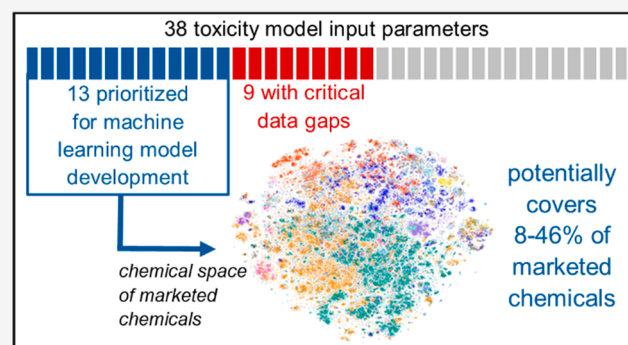 38 toxicity model input parameters
13 prioritized
for machine
learning model
development
9 with critical
data gaps
chemical space
of marketed
chemicals
potentially
covers
8-46% of
marketed
chemicals